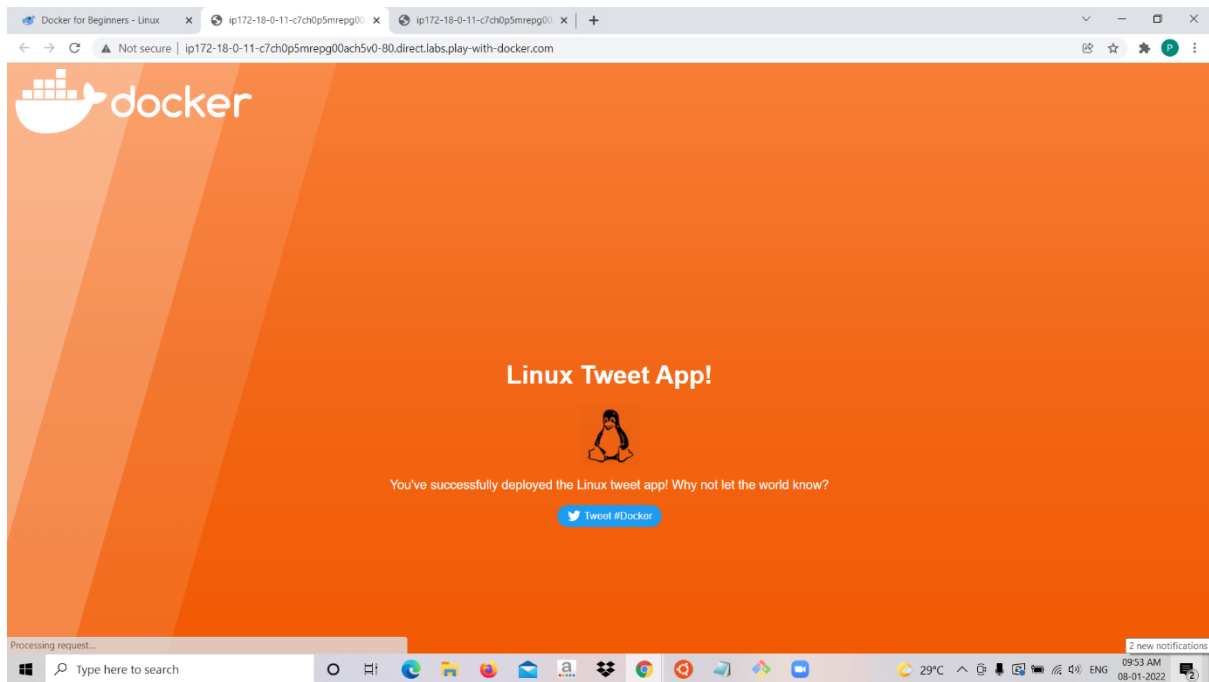 Docker for Beginners - Linux
ip172-18-0-11-c7ch0p5mrepg00
ip172-18-0-11-c7ch0p5mrepg00
Not secure | ip172-18-0-11-c7ch0p5mrepg00ach5v0-80.direct.labs.play-with-docker.com
P
docker
Linux Tweet App!
You've successfully deployed the Linux tweet app! Why not let the world know?
Tweet #Docker
Processing request...
2 new notifications
Type here to search
a
29°C
ENG
09:53 AM
08-01-2022
2